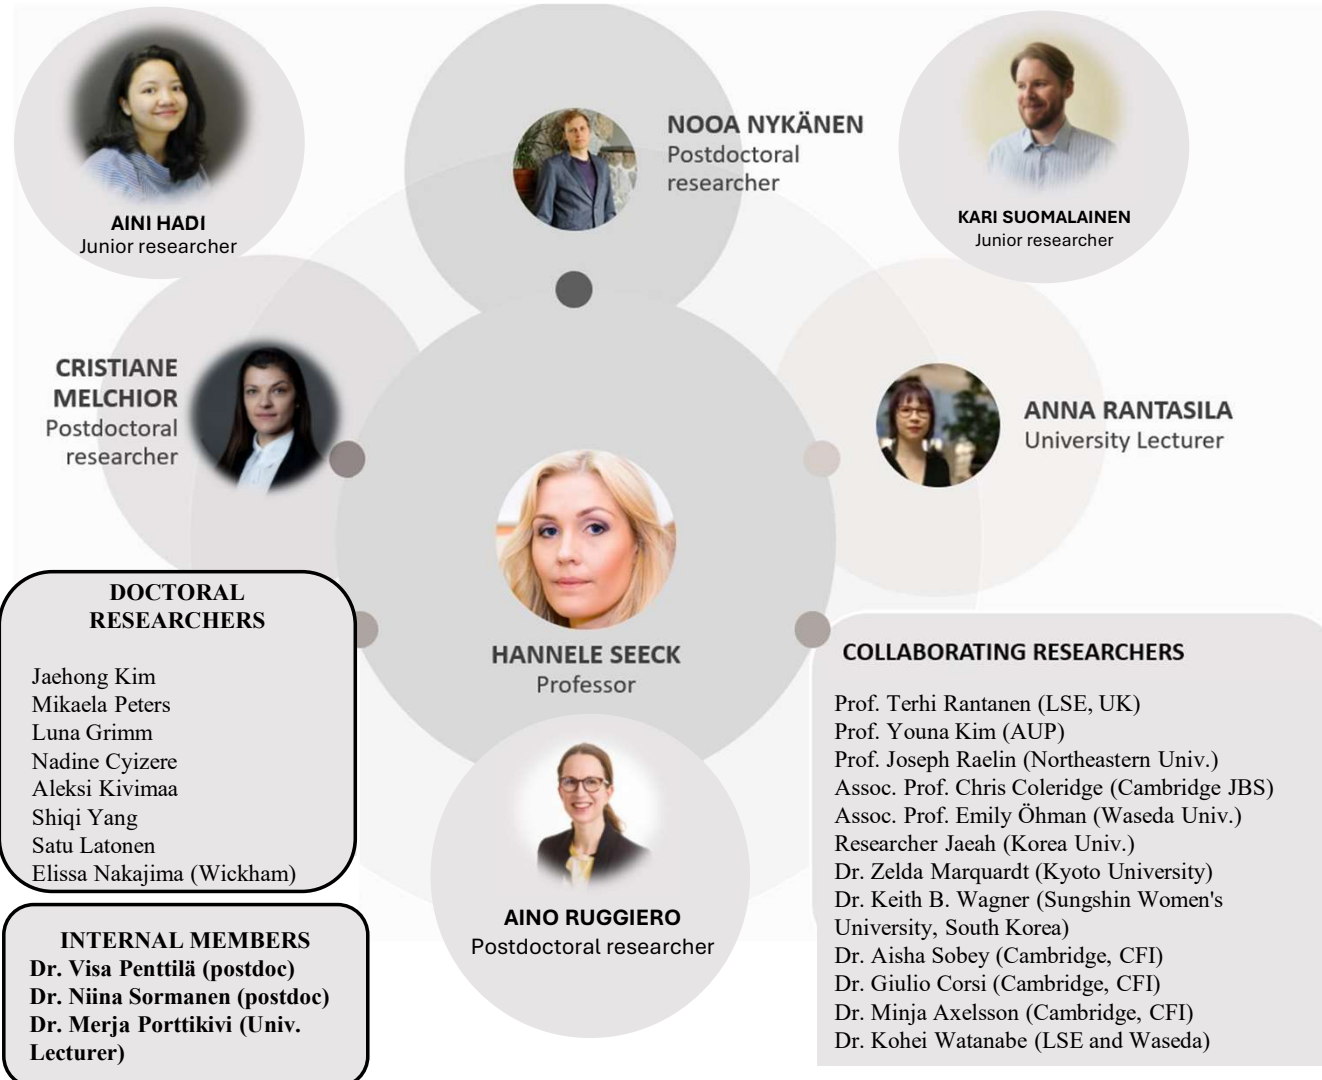 AINI HADI
Junior researcher
NOOA NYKÄNEN
Postdoctoral
researcher
KARI SUOMALAINEN
Junior researcher
CRISTIANE
MELCHIOR
Postdoctoral
researcher
ANNA RANTASILA
University Lecturer
HANNELE SEECK
Professor
AINO RUGGIERO
Postdoctoral researcher
DOCTORAL
RESEARCHERS
Jaehong Kim
Mikaela Peters
Luna Grimm
Nadine Cyizere
Aleksi Kivimaa
Shiqi Yang
Satu Latonen
Elissa Nakajima (Wickham)
INTERNAL MEMBERS
Dr. Visa Penttilä (postdoc)
Dr. Niina Sormanen (postdoc)
Dr. Merja Porttikivi (Univ.
Lecturer)
COLLABORATING RESEARCHERS
Prof. Terhi Rantanen (LSE, UK)
Prof. Youna Kim (AUP)
Prof. Joseph Raelin (Northeastern Univ.)
Assoc. Prof. Chris Coleridge (Cambridge JBS)
Assoc. Prof. Emily Öhman (Waseda Univ.)
Researcher Jaeah (Korea Univ.)
Dr. Zelda Marquardt (Kyoto University)
Dr. Keith B. Wagner (Sungshin Women's
University, South Korea)
Dr. Aisha Sobey (Cambridge, CFI)
Dr. Giulio Corsi (Cambridge, CFI)
Dr. Minja Axelsson (Cambridge, CFI)
Dr. Kohei Watanabe (LSE and Waseda)